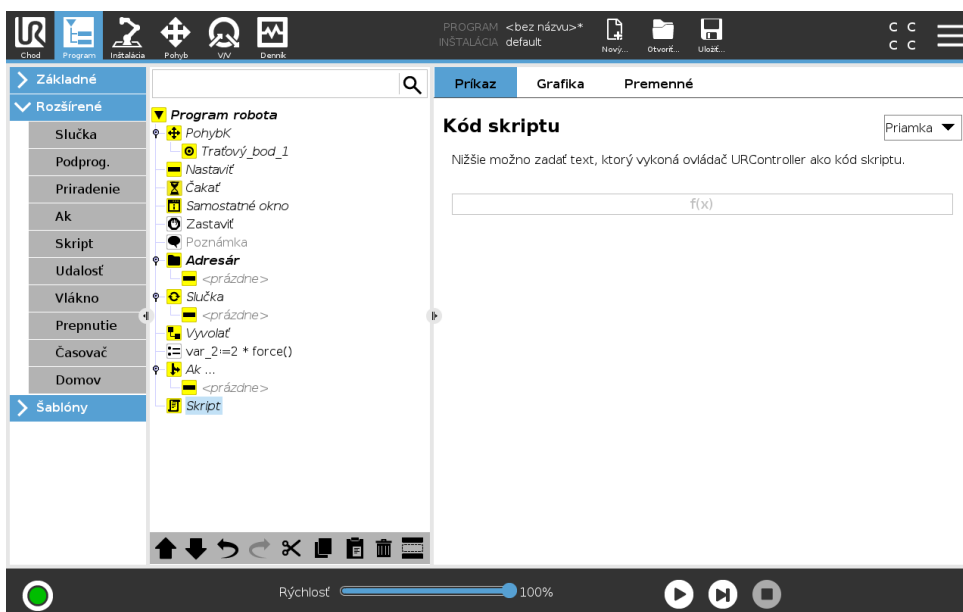 UR
Chod
Program
Inštalácia
Pohyb
V/V
Denník
PROGRAM <bez názvu>*
INŠTALÁCIA default
Nový...
Otvoriť...
Uložiť...
C C
C C
Základné
Rozšírené
Slučka
Podprog.
Priradenie
Ak
Skript
Udalosť
Vlákno
Prepnutie
Časovač
Domov
Šablóny
Program robota
PohybK
Traťový_bod_1
Nastaviť
Čakať
Samostatné okno
Zastaviť
Poznámka
Adresár
<prázdne>
Slučka
<prázdne>
Vyvolať
var_2:=2 * force()
Ak ...
<prázdne>
Skript
Príkaz Grafika Premenné
Kód skriptu
Priamka
Nižšie možno zadať text, ktorý vykoná ovládač URController ako kód skriptu.
f(x)
Rýchlosť 100%